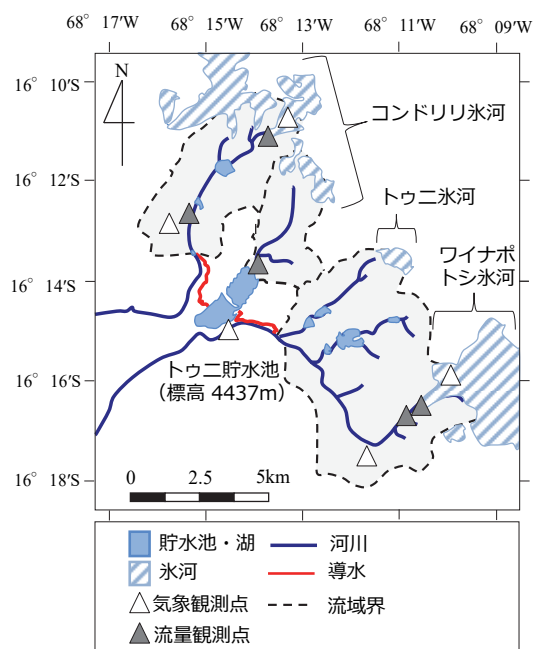 68° 17′W 68° 15′W 68° 13′W 68° 11′W 68° 09′W
16° 10′S
16° 12′S
16° 14′S
16° 16′S
16° 18′S
N
コンドリリ氷河
トゥニ氷河
ワイナポ
トシ氷河
トゥニ貯水池
(標高 4437m)
0 2.5 5km
貯水池・湖 河川
氷河 導水
気象観測点 流域界
流量観測点